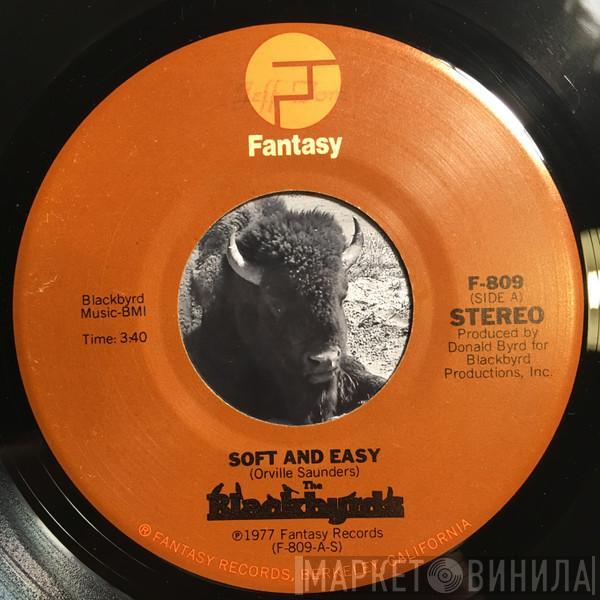 Fantasy
Blackbyrd
Music-BMI
Time: 3:40
F-809
(SIDE A)
STEREO
Produced by
Donald Byrd for
Blackbyrd
Productions, Inc.
SOFT AND EASY
(Orville Saunders)
The
Blackbyrds
℗1977 Fantasy Records
(F-809-A-S)
® FANTASY RECORDS, BERKELEY, CALIFORNIA
МАРКЕТ ВИНИЛА